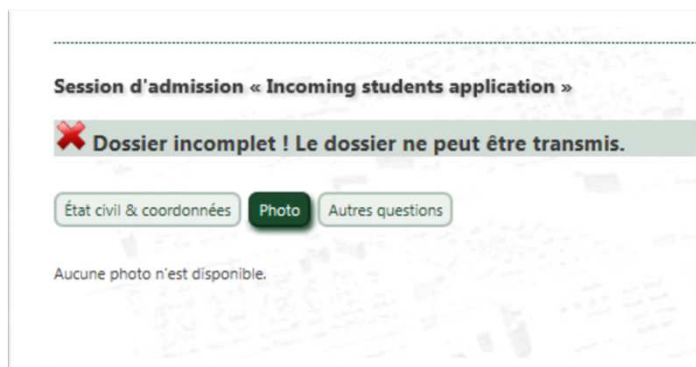 Session d'admission « Incoming students application »
Dossier incomplet ! Le dossier ne peut être transmis.
État civil & coordonnées Photo Autres questions
Aucune photo n'est disponible.